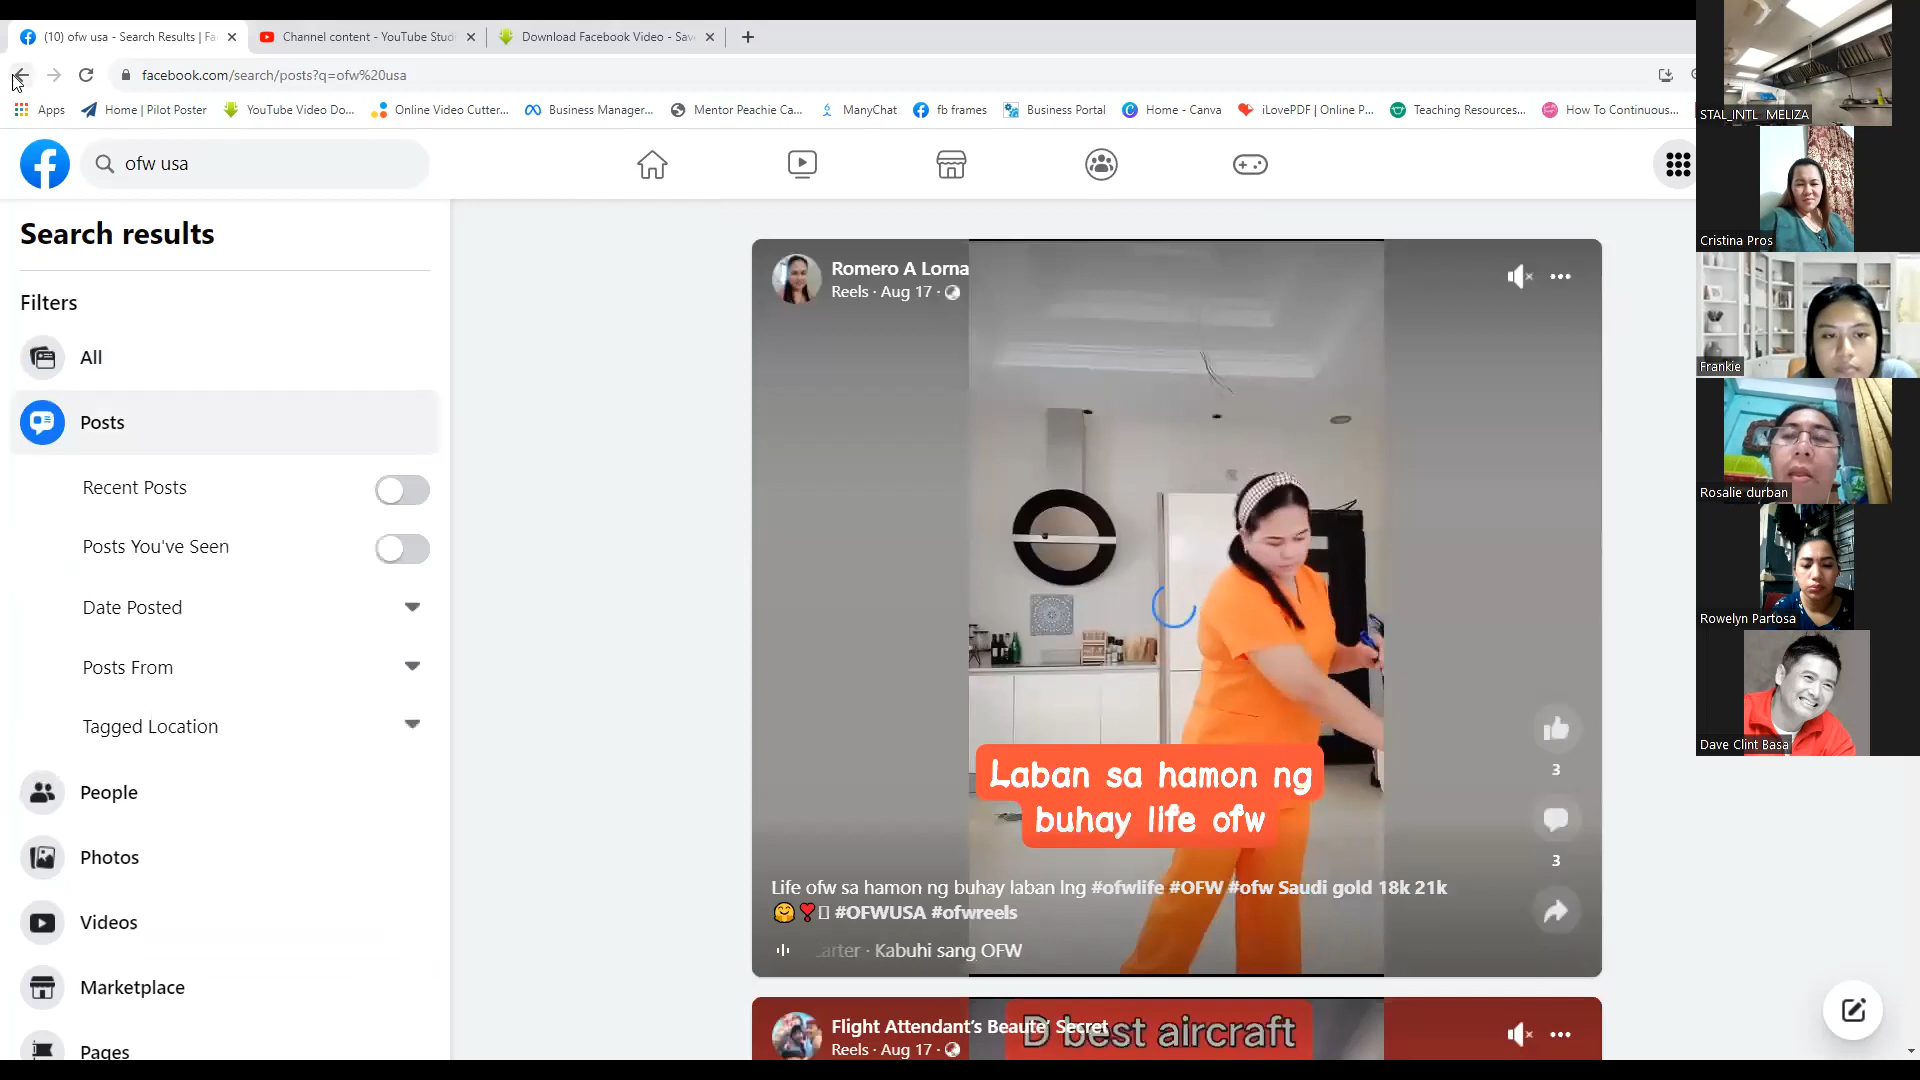 (10) ofw usa - Search Results | Fa
Channel content - YouTube Studi
Download Facebook Video - Sav
facebook.com/search/posts?q=ofw%20usa
Apps
Home | Pilot Poster
YouTube Video Do...
Online Video Cutter...
Business Manager...
Mentor Peachie Ca...
ManyChat
fb frames
Business Portal
Home - Canva
iLovePDF | Online P...
Teaching Resources...
How To Continuous...
ofw usa
Search results
Filters
All
Posts
Recent Posts
Posts You've Seen
Date Posted
Posts From
Tagged Location
People
Photos
Videos
Marketplace
Pages
Romero A Lorna
Reels · Aug 17 ·
Laban sa hamon ng
buhay life ofw
3
3
Life ofw sa hamon ng buhay laban lng #ofwlife #OFW #ofw Saudi gold 18k 21k
#OFWUSA #ofwreels
arter · Kabuhi sang OFW
Flight Attendant's Beaute' Secret
Reels · Aug 17 ·
D best aircraft
STAL_INTL MELIZA
Cristina Pros
Frankie
Rosalie durban
Rowelyn Partosa
Dave Clint Basa